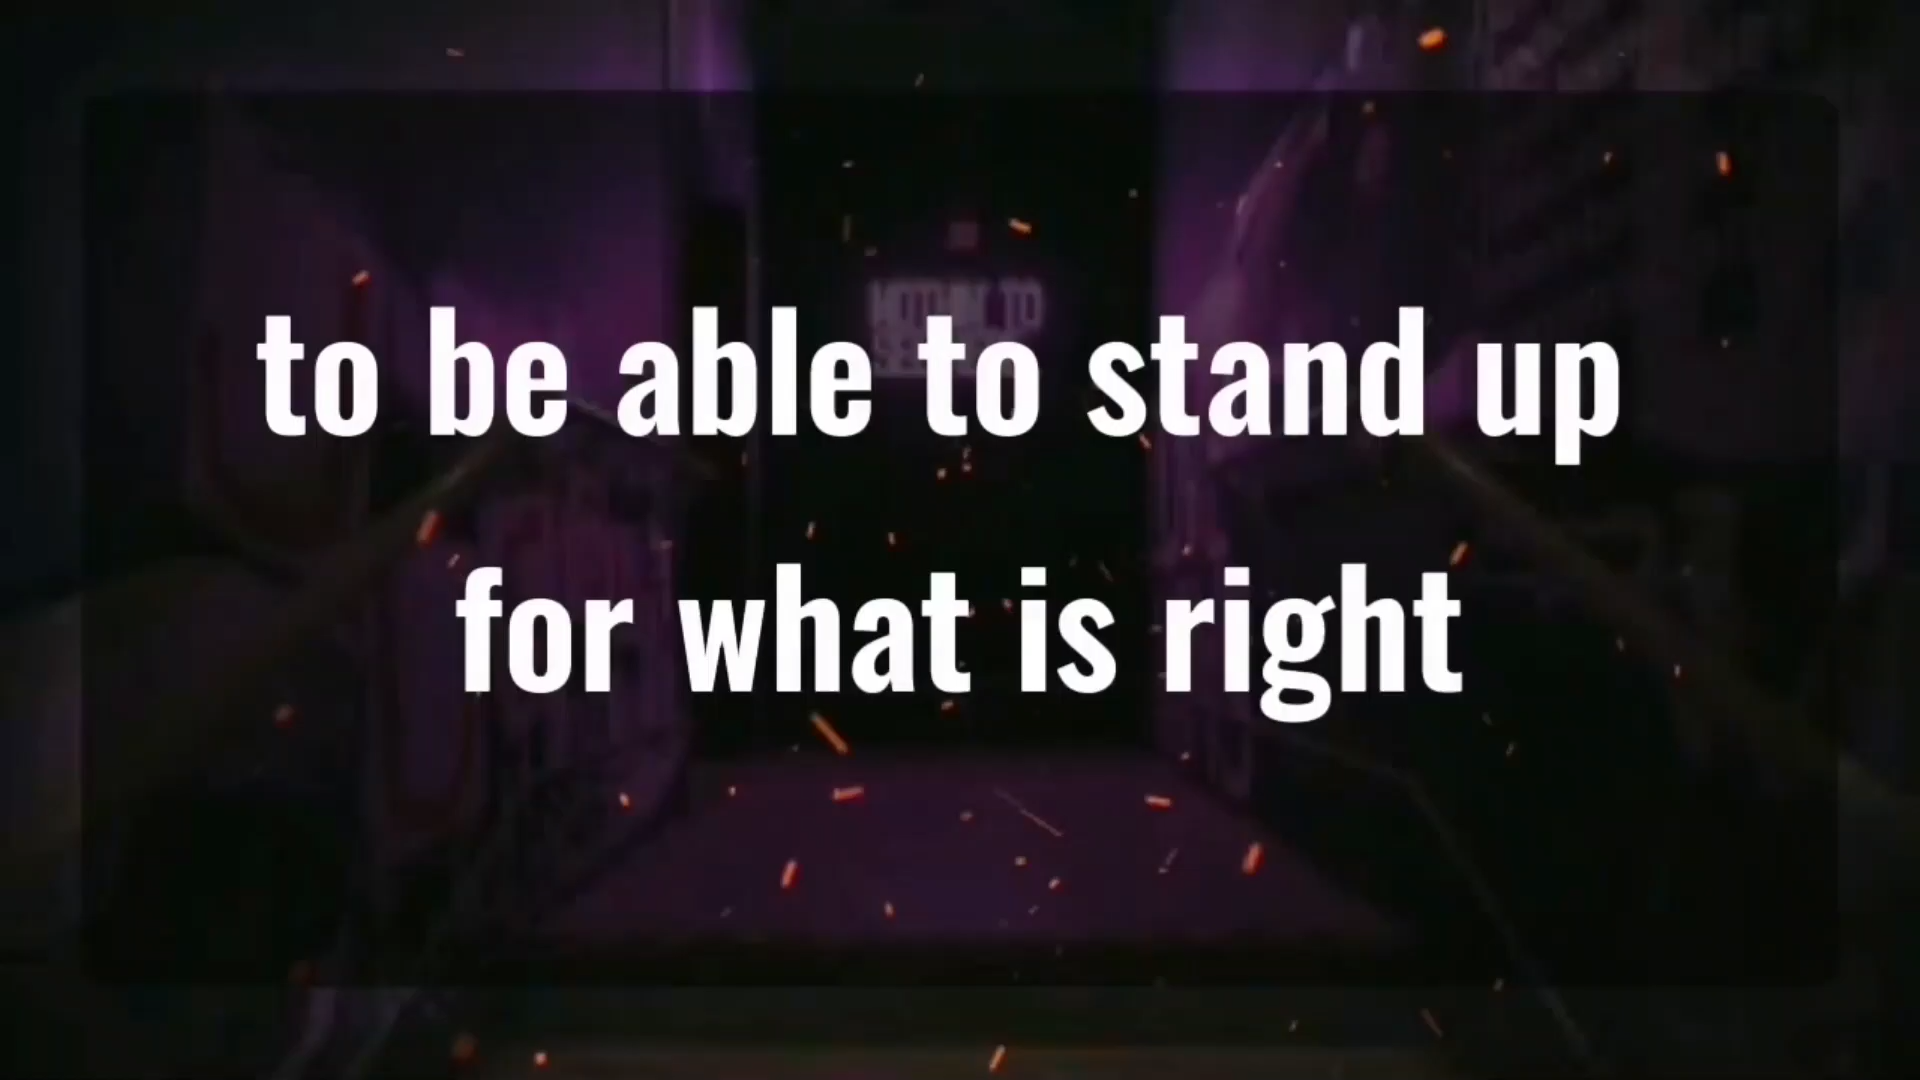 to be able to stand up
for what is right